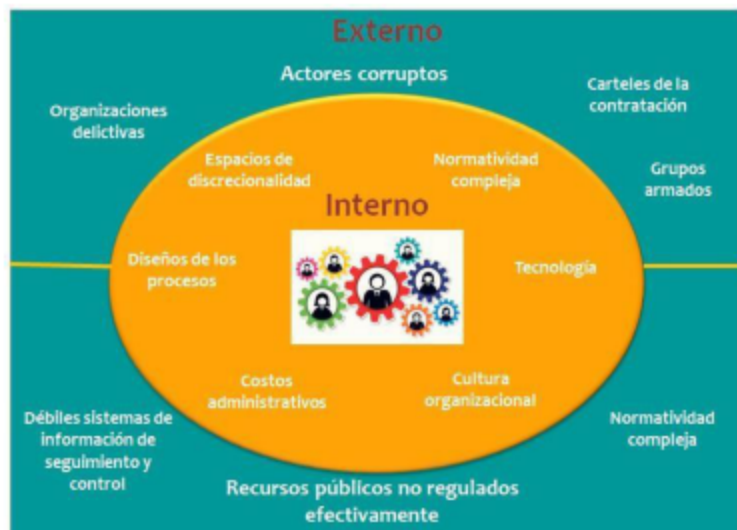 Externo
Actores corruptos
Carteles de la
contratación
Organizaciones
delictivas
Espacios de
discrecionalidad
Normatividad
compleja
Grupos
armados
Interno
Diseños de los
procesos
Tecnología
Costos
administrativos
Cultura
organizacional
Débiles sistemas de
información de
seguimiento y
control
Normatividad
compleja
Recursos públicos no regulados
efectivamente